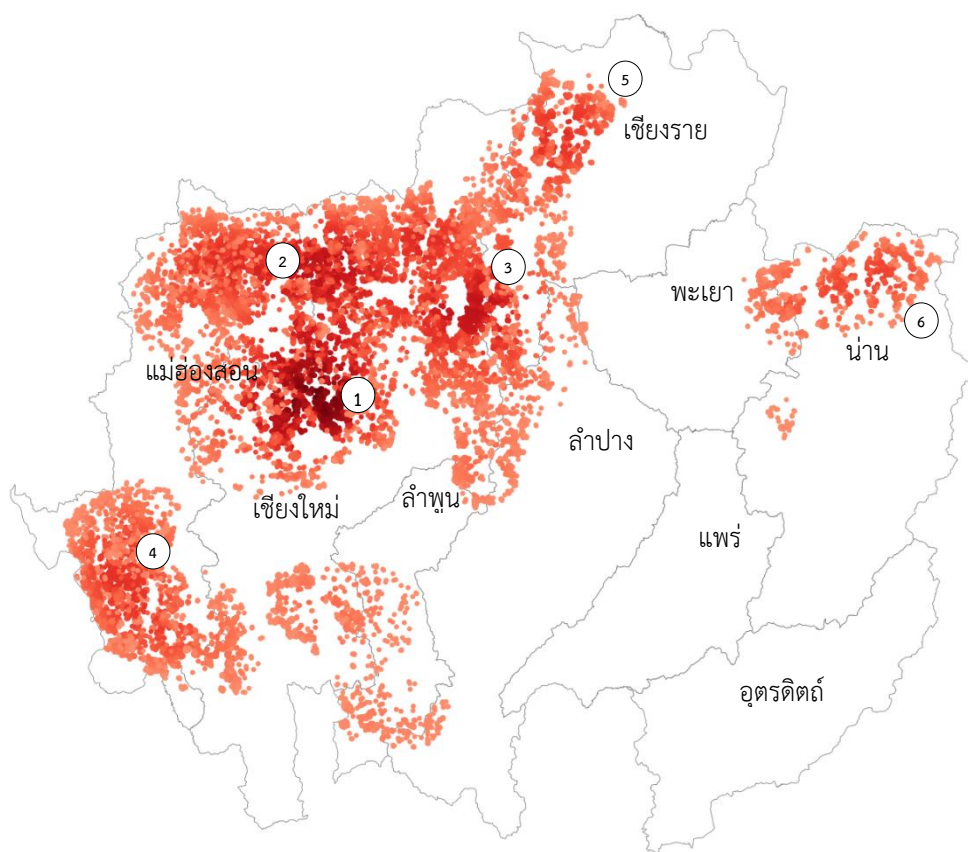 5
เชียงราย
2
3
พะเยา
6
น่าน
แม่ฮ่องสอน
1
ลำปาง
เชียงใหม่
ลำพูน
4
แพร่
อุตรดิตถ์